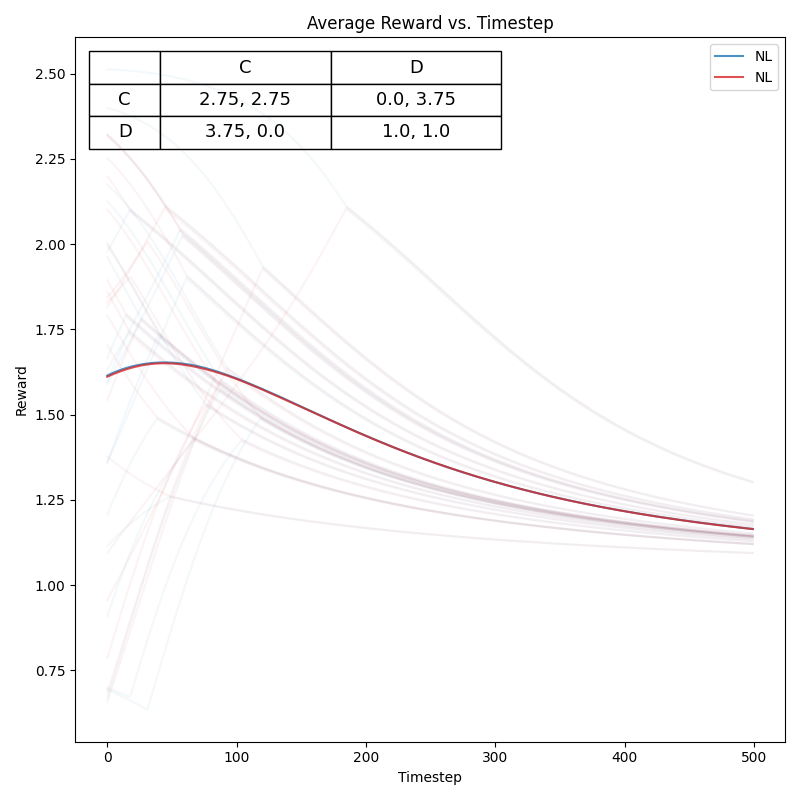 Average Reward vs. Timestep
C D
C 2.75, 2.75 0.0, 3.75
D 3.75, 0.0 1.0, 1.0
NL
NL
2.50
2.25
2.00
1.75
1.50
1.25
1.00
0.75
Reward
0 100 200 300 400 500
Timestep